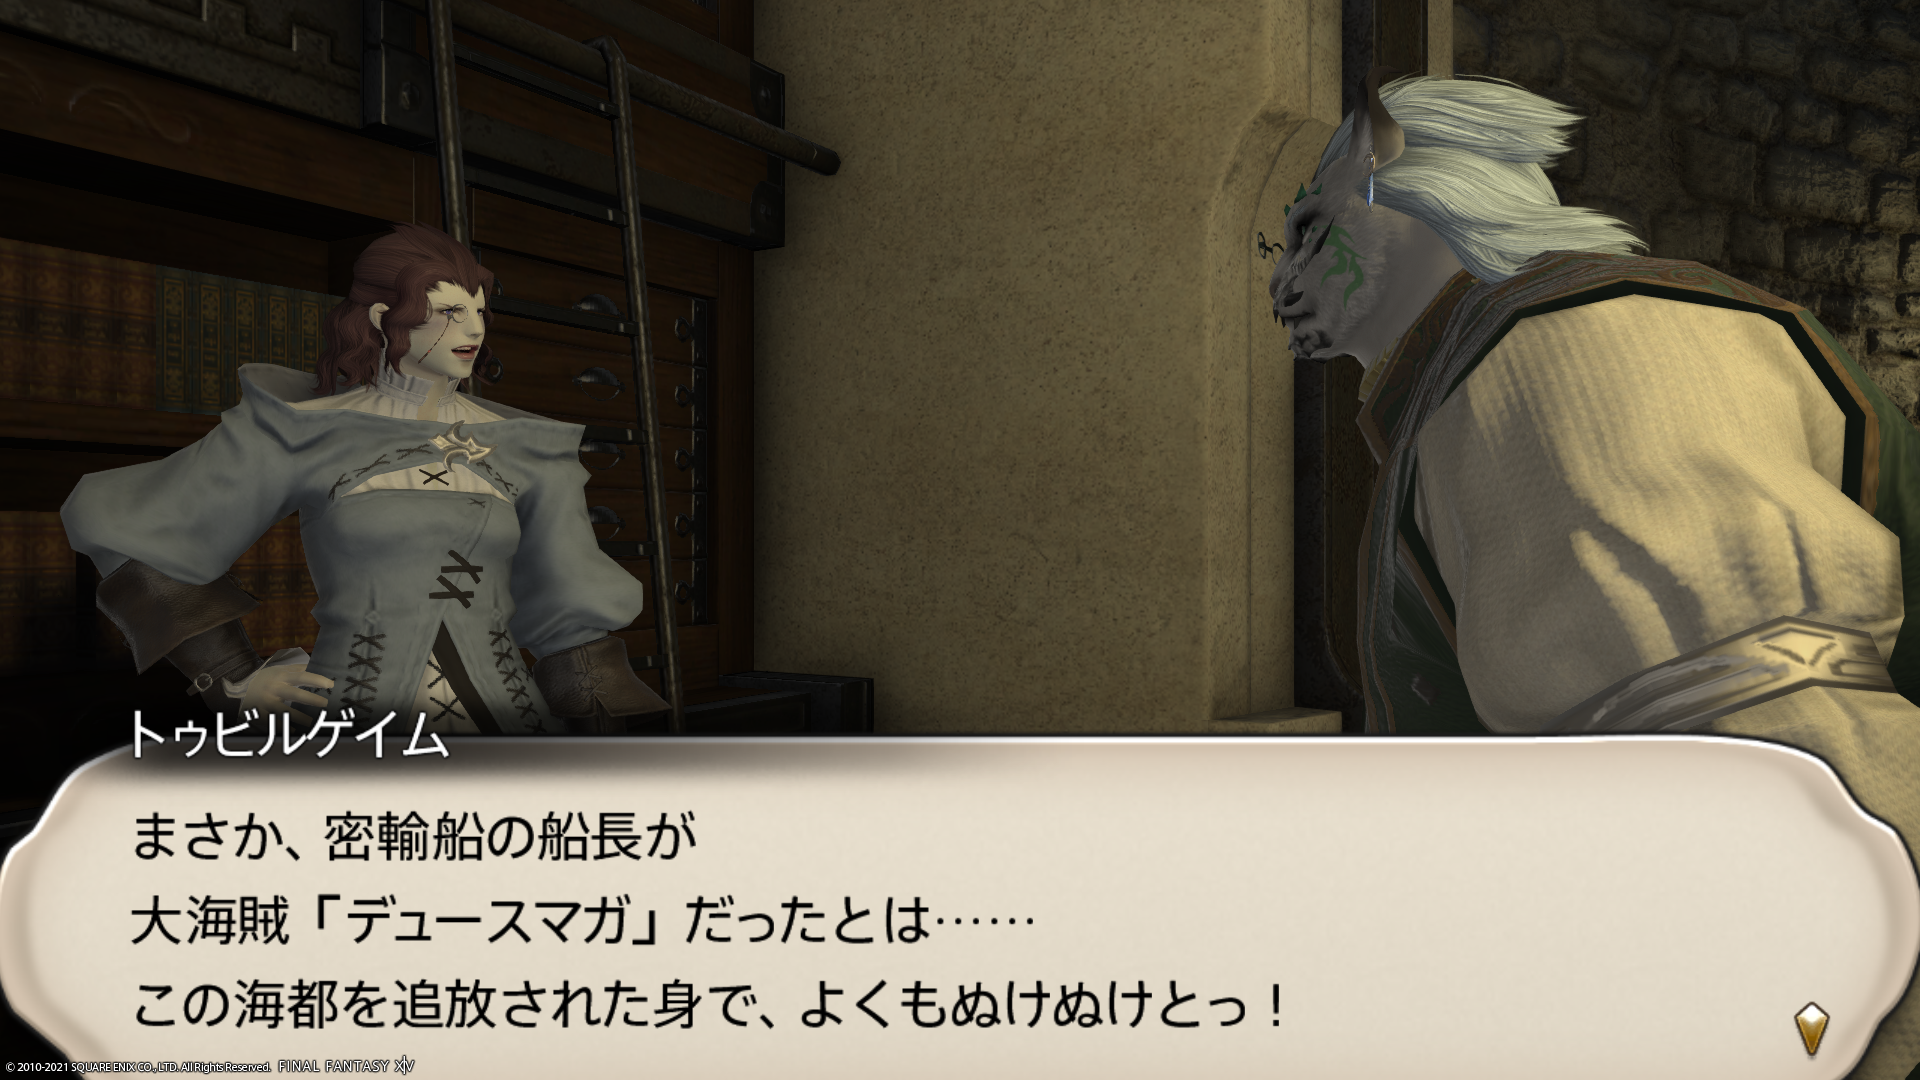 トゥビルゲイム
まさか、密輸船の船長が
大海賊「デュースマガ」だったとは……
この海都を追放された身で、よくもぬけぬけとっ！
© 2010-2021 SQUARE ENIX CO., LTD. All Rights Reserved. FINAL FANTASY XIV